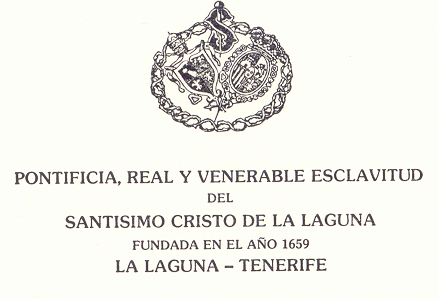 S
PONTIFICIA, REAL Y VENERABLE ESCLAVITUD
DEL
SANTISIMO CRISTO DE LA LAGUNA
FUNDADA EN EL AÑO 1659
LA LAGUNA – TENERIFE